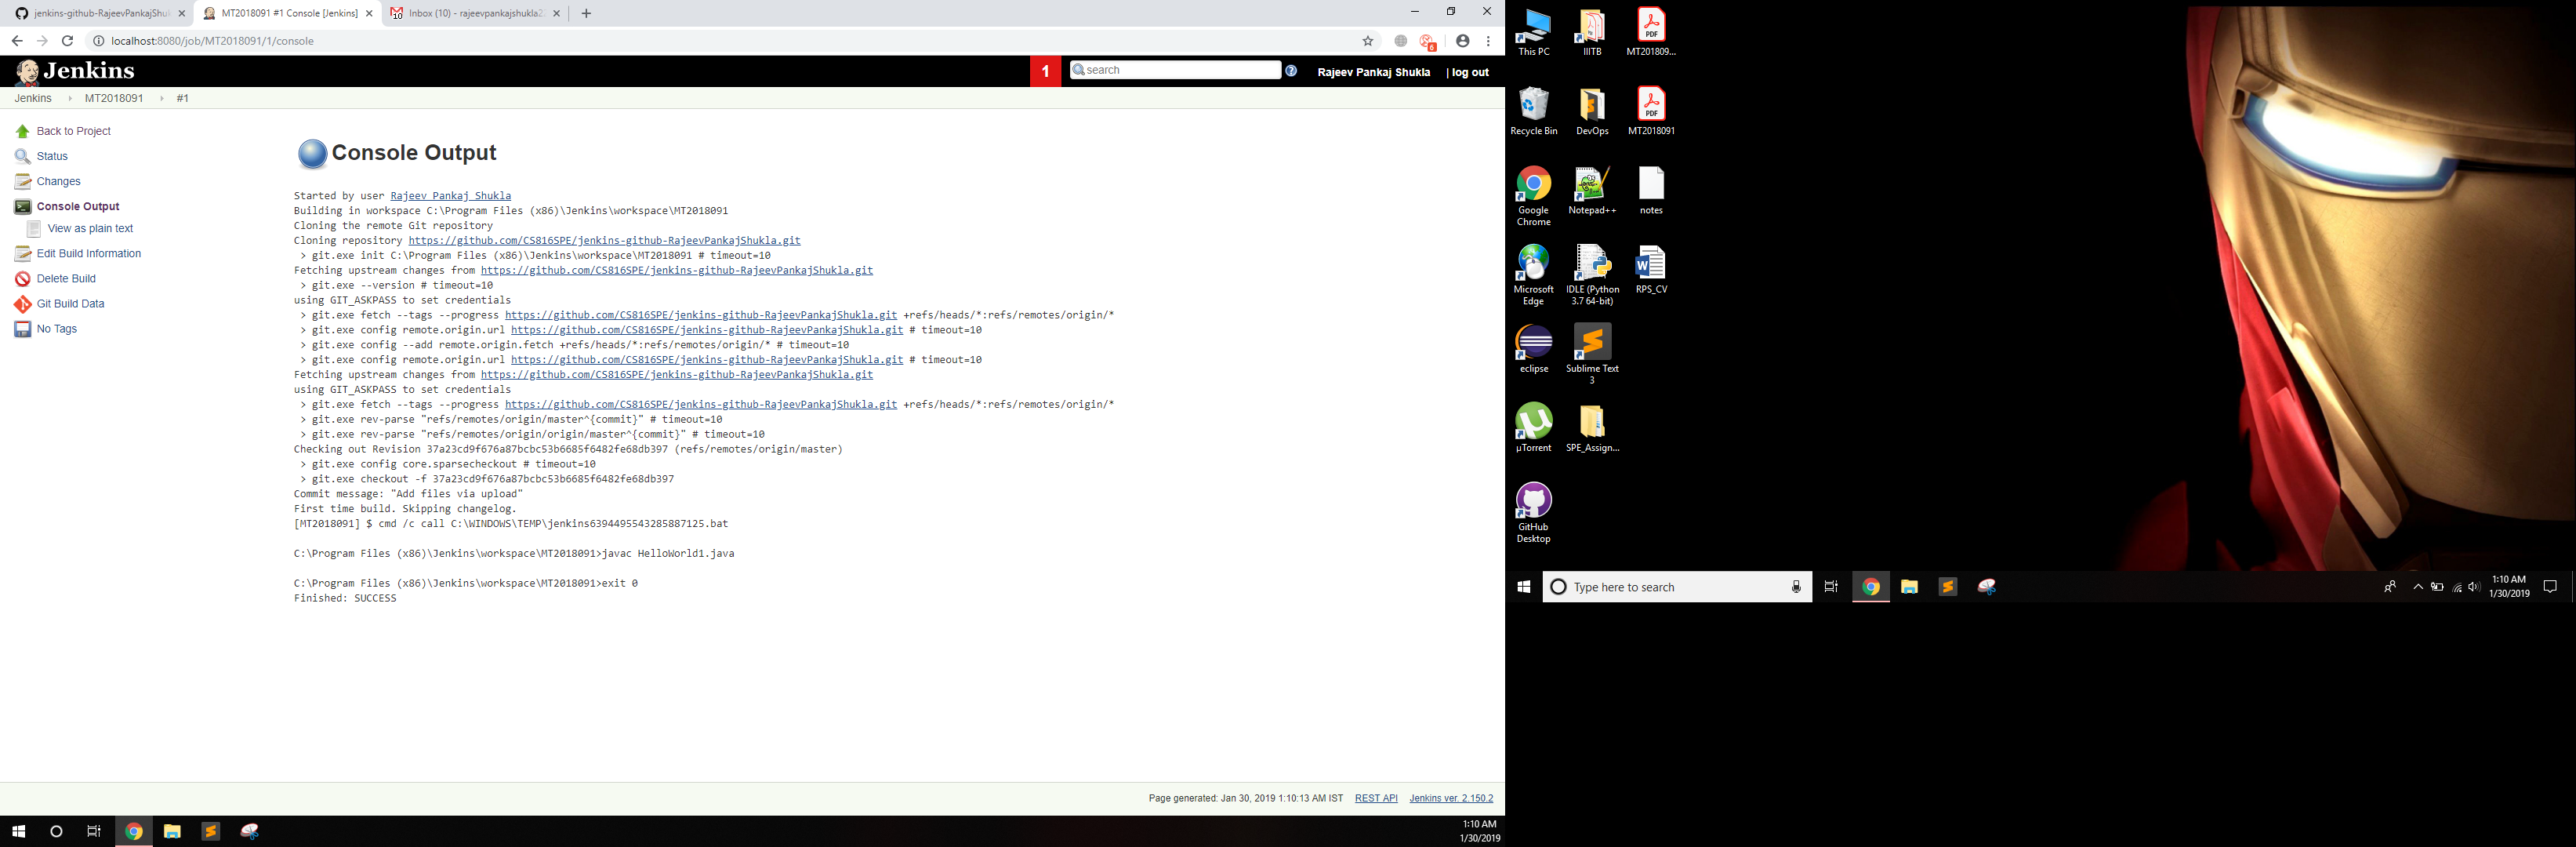 jenkins-github-RajeevPankajShu
MT2018091 #1 Console [Jenkins]
Inbox (10) - rajeevpankajshukla2
localhost:8080/job/MT2018091/1/console
Jenkins
1
search
Rajeev Pankaj Shukla
| log out
Jenkins
MT2018091
#1
Back to Project
Status
Changes
Console Output
View as plain text
Edit Build Information
Delete Build
Git Build Data
No Tags
Console Output
Started by user Rajeev Pankaj Shukla
Building in workspace C:\Program Files (x86)\Jenkins\workspace\MT2018091
Cloning the remote Git repository
Cloning repository https://github.com/CS816SPE/jenkins-github-RajeevPankajShukla.git
> git.exe init C:\Program Files (x86)\Jenkins\workspace\MT2018091 # timeout=10
Fetching upstream changes from https://github.com/CS816SPE/jenkins-github-RajeevPankajShukla.git
> git.exe --version # timeout=10
using GIT_ASKPASS to set credentials
> git.exe fetch --tags --progress https://github.com/CS816SPE/jenkins-github-RajeevPankajShukla.git +refs/heads/*:refs/remotes/origin/*
> git.exe config remote.origin.url https://github.com/CS816SPE/jenkins-github-RajeevPankajShukla.git # timeout=10
> git.exe config --add remote.origin.fetch +refs/heads/*:refs/remotes/origin/* # timeout=10
> git.exe config remote.origin.url https://github.com/CS816SPE/jenkins-github-RajeevPankajShukla.git # timeout=10
Fetching upstream changes from https://github.com/CS816SPE/jenkins-github-RajeevPankajShukla.git
using GIT_ASKPASS to set credentials
> git.exe fetch --tags --progress https://github.com/CS816SPE/jenkins-github-RajeevPankajShukla.git +refs/heads/*:refs/remotes/origin/*
> git.exe rev-parse "refs/remotes/origin/master^{commit}" # timeout=10
> git.exe rev-parse "refs/remotes/origin/origin/master^{commit}" # timeout=10
Checking out Revision 37a23cd9f676a87bcbc53b6685f6482fe68db397 (refs/remotes/origin/master)
> git.exe config core.sparsecheckout # timeout=10
> git.exe checkout -f 37a23cd9f676a87bcbc53b6685f6482fe68db397
Commit message: "Add files via upload"
First time build. Skipping changelog.
[MT2018091] $ cmd /c call C:\WINDOWS\TEMP\jenkins6394495543285887125.bat
C:\Program Files (x86)\Jenkins\workspace\MT2018091>javac HelloWorld1.java
C:\Program Files (x86)\Jenkins\workspace\MT2018091>exit 0
Finished: SUCCESS
Page generated: Jan 30, 2019 1:10:13 AM IST
REST API
Jenkins ver. 2.150.2
1:10 AM
1/30/2019
This PC
IIITB
MT201809...
Recycle Bin
DevOps
MT2018091
Google
Chrome
Notepad++
notes
Microsoft
Edge
IDLE (Python
3.7 64-bit)
RPS_CV
eclipse
Sublime Text
3
µTorrent
SPE_Assign...
GitHub
Desktop
Type here to search
1:10 AM
1/30/2019